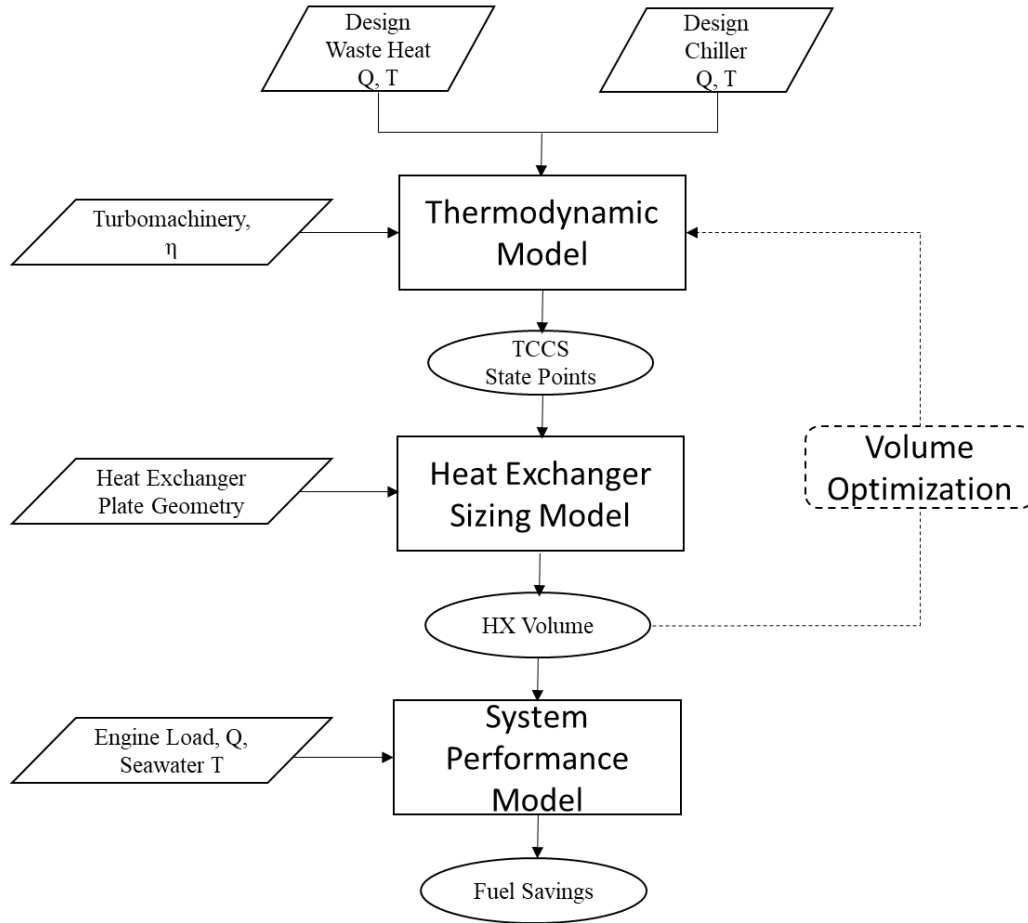 Design
Waste Heat
Q, T
Design
Chiller
Q, T
Turbomachinery,
η
Thermodynamic
Model
TCCS
State Points
Heat Exchanger
Plate Geometry
Heat Exchanger
Sizing Model
Volume
Optimization
HX Volume
Engine Load, Q,
Seawater T
System
Performance
Model
Fuel Savings